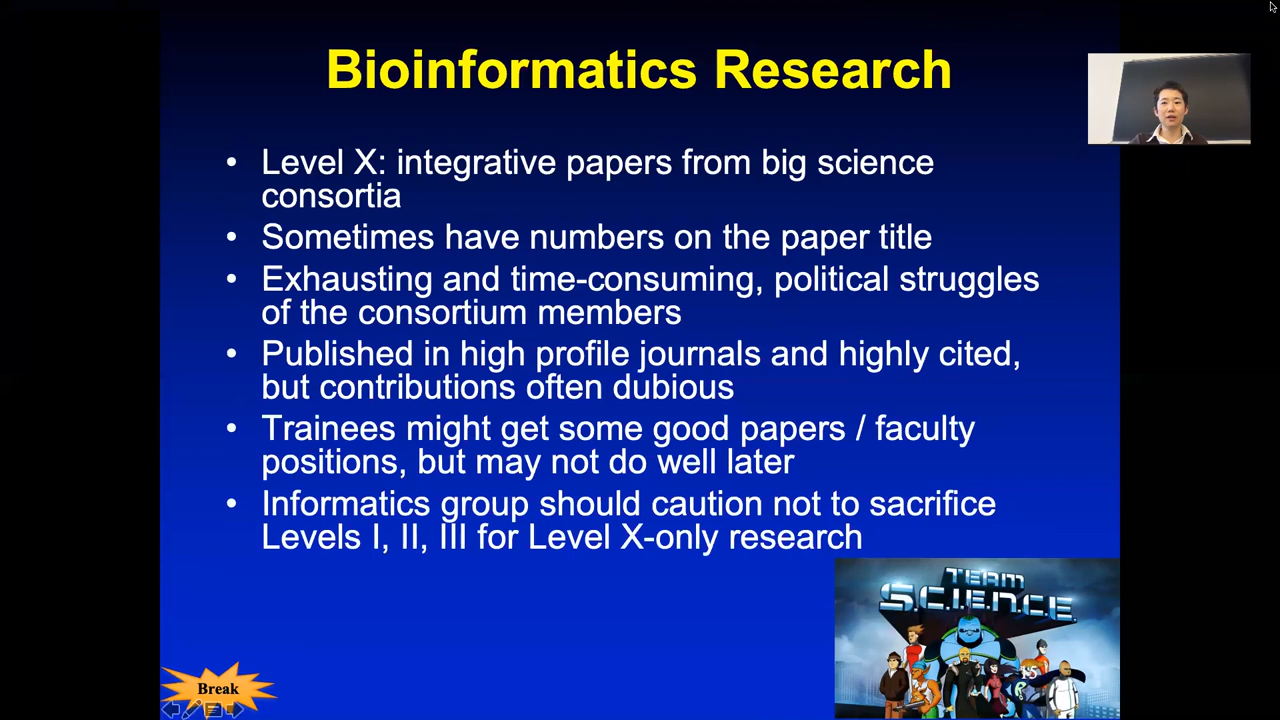 Bioinformatics Research
• Level X: integrative papers from big science
consortia
• Sometimes have numbers on the paper title
• Exhausting and time-consuming, political struggles
of the consortium members
• Published in high profile journals and highly cited,
but contributions often dubious
• Trainees might get some good papers / faculty
positions, but may not do well later
• Informatics group should caution not to sacrifice
Levels I, II, III for Level X-only research
TEAM
S.C.I.E.N.C.E.
Break